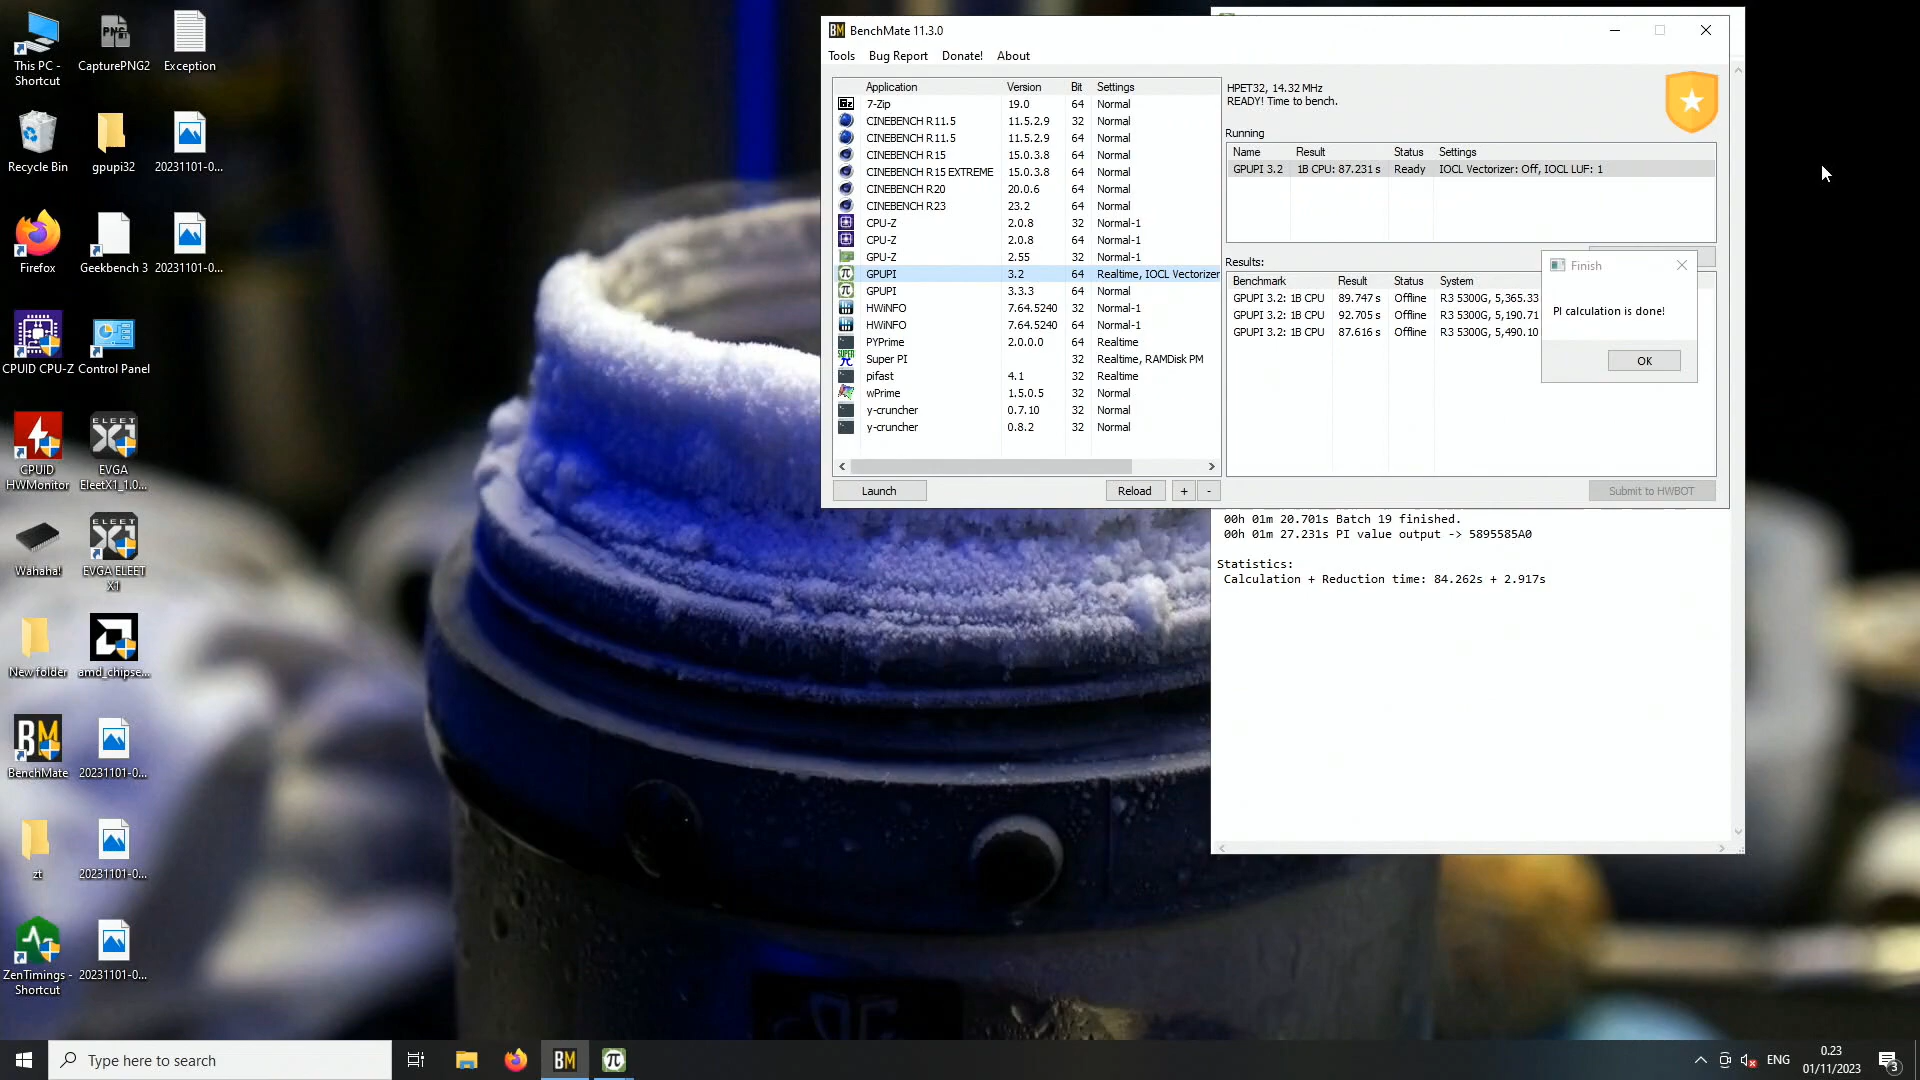 This PC - Shortcut
CapturePNG2
Exception
Recycle Bin
gpupi32
20231101-0...
Firefox
Geekbench 3
20231101-0...
CPUID CPU-Z
Control Panel
CPUID HWMonitor
EVGA EleetX1_1.0...
Wahaha!
EVGA ELEET X1
New folder
amd_chipse...
BenchMate
20231101-0...
zt
20231101-0...
ZenTimings - Shortcut
20231101-0...
BM BenchMate 11.3.0
Tools Bug Report Donate! About
Application Version Bit Settings
7-Zip 19.0 64 Normal
CINEBENCH R11.5 11.5.2.9 32 Normal
CINEBENCH R11.5 11.5.2.9 64 Normal
CINEBENCH R15 15.0.3.8 64 Normal
CINEBENCH R15 EXTREME 15.0.3.8 64 Normal
CINEBENCH R20 20.0.6 64 Normal
CINEBENCH R23 23.2 64 Normal
CPU-Z 2.0.8 32 Normal-1
CPU-Z 2.0.8 64 Normal-1
GPU-Z 2.55 32 Normal-1
GPUPI 3.2 64 Realtime, IOCL Vectorizer
GPUPI 3.3.3 64 Normal
HWiNFO 7.64.5240 32 Normal-1
HWiNFO 7.64.5240 64 Normal-1
PYPrime 2.0.0.0 64 Realtime
Super PI 32 Realtime, RAMDisk PM
pifast 4.1 32 Realtime
wPrime 1.5.0.5 32 Normal
y-cruncher 0.7.10 32 Normal
y-cruncher 0.8.2 32 Normal
Launch Reload + -
HPET32, 14.32 MHz
READY! Time to bench.
Running
Name Result Status Settings
GPUPI 3.2 1B CPU: 87.231 s Ready IOCL Vectorizer: Off, IOCL LUF: 1
Results:
Benchmark Result Status System
GPUPI 3.2: 1B CPU 89.747 s Offline R3 5300G, 5,365.33
GPUPI 3.2: 1B CPU 92.705 s Offline R3 5300G, 5,190.71
GPUPI 3.2: 1B CPU 87.616 s Offline R3 5300G, 5,490.10
Submit to HWBOT
Finish
PI calculation is done!
OK
00h 01m 20.701s Batch 19 finished.
00h 01m 27.231s PI value output -> 5895585A0
Statistics:
Calculation + Reduction time: 84.262s + 2.917s
Type here to search
BM
ENG
0.23
01/11/2023
3